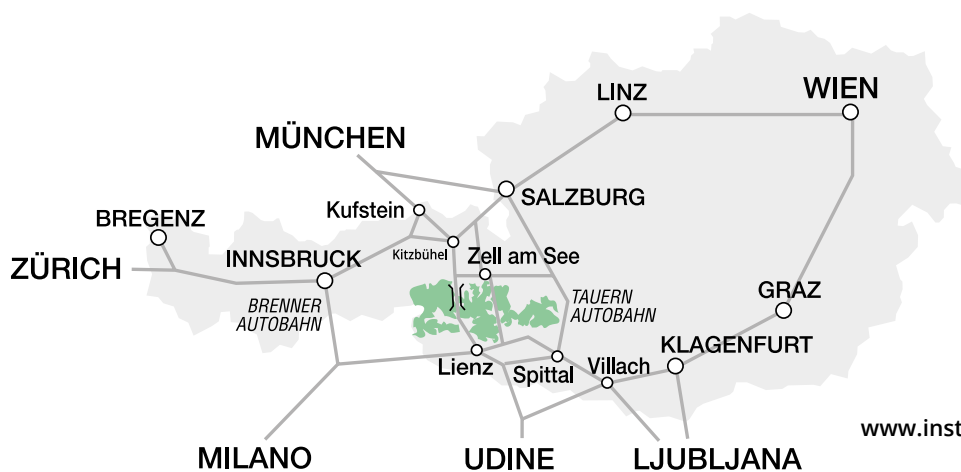 WIEN
LINZ
MÜNCHEN
SALZBURG
Kufstein
BREGENZ
Kitzbühel
Zell am See
INNSBRUCK
ZÜRICH
BRENNER
AUTOBAHN
TAUERN
AUTOBAHN
GRAZ
KLAGENFURT
Lienz
Spittal
Villach
www.inst
MILANO
UDINE
LJUBLJANA